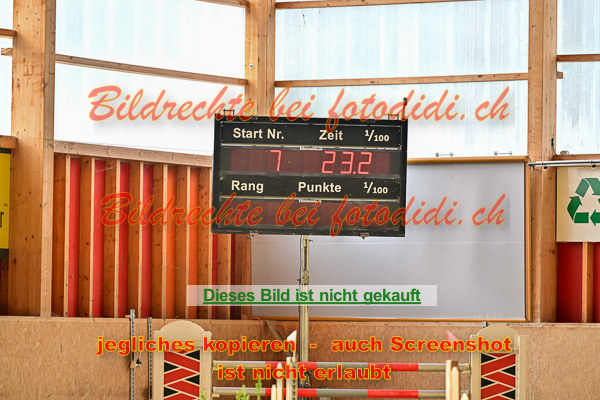 Bildrechte bei fotodidi.ch
Start Nr. Zeit 1/100
7 23.2
Rang Punkte 1/100
Bildrechte bei fotodidi.ch
Dieses Bild ist nicht gekauft
jegliches kopieren - auch Screenshot
ist nicht erlaubt